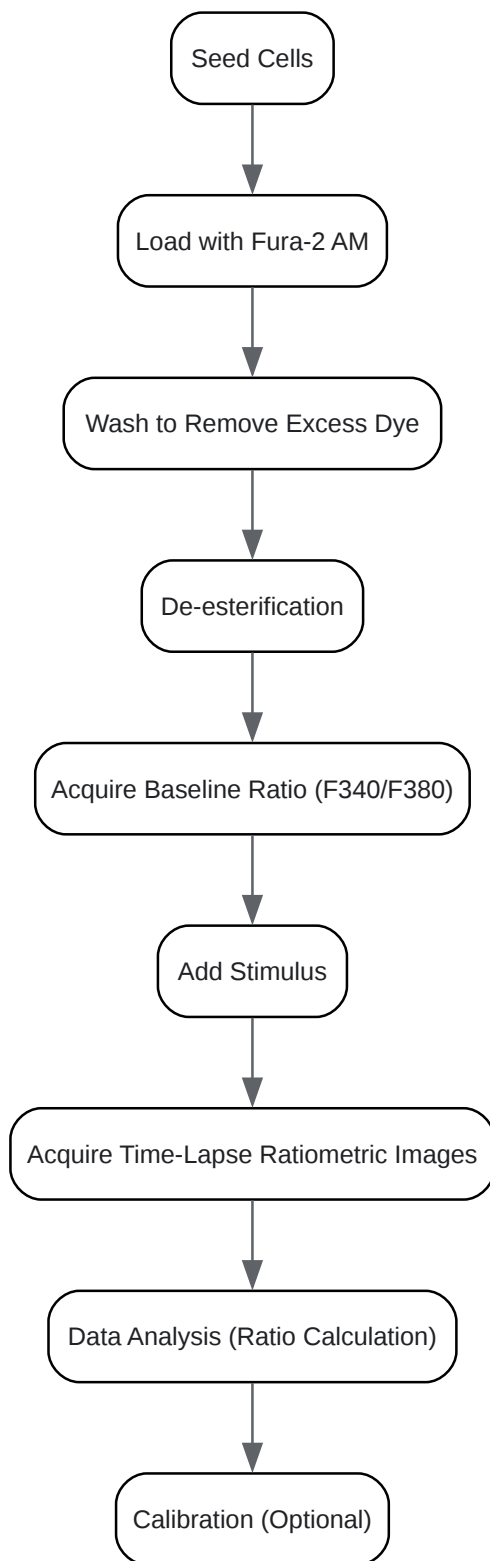 Seed Cells
Load with Fura-2 AM
Wash to Remove Excess Dye
De-esterification
Acquire Baseline Ratio (F340/F380)
Add Stimulus
Acquire Time-Lapse Ratiometric Images
Data Analysis (Ratio Calculation)
Calibration (Optional)